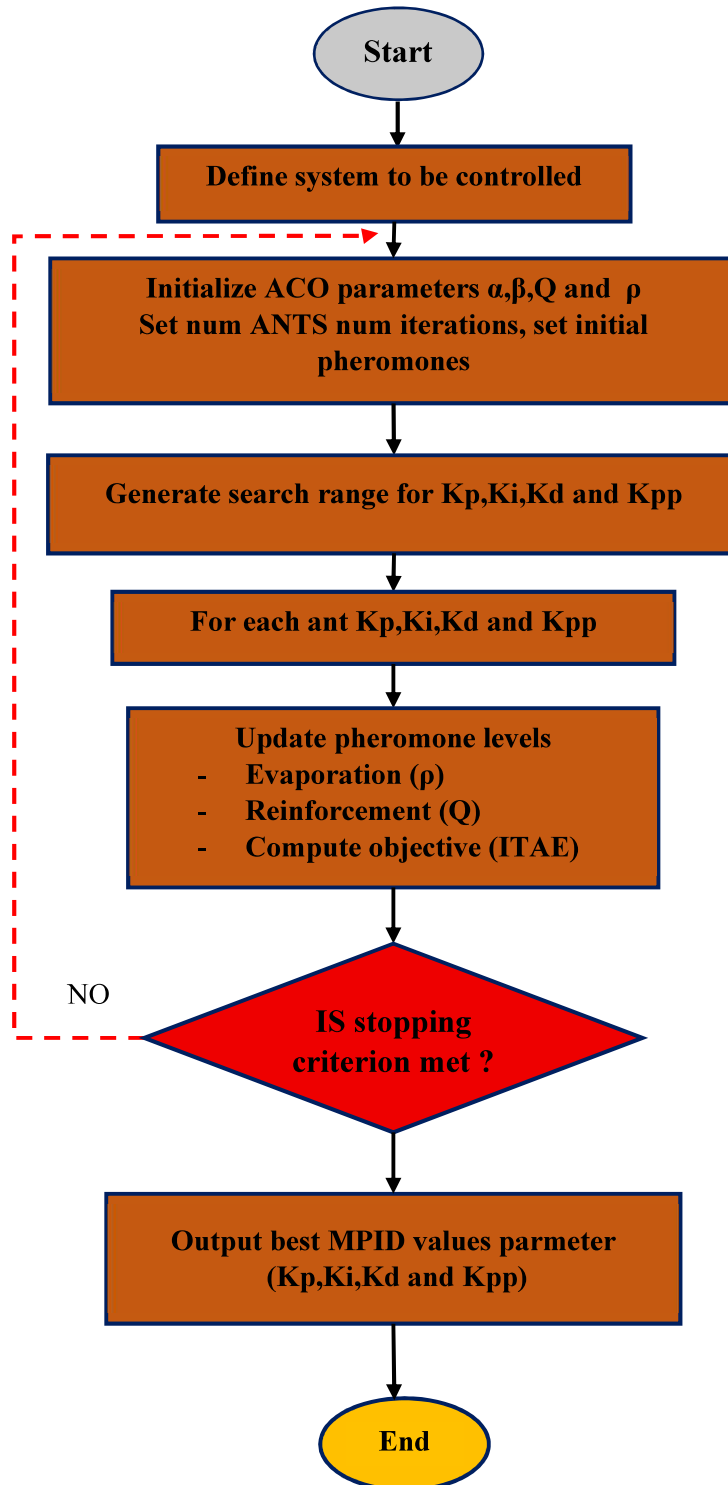 Start
Define system to be controlled
Initialize ACO parameters α,β,Q and ρ
Set num ANTS num iterations, set initial
pheromones
Generate search range for Kp,Ki,Kd and Kpp
For each ant Kp,Ki,Kd and Kpp
Update pheromone levels
- Evaporation (ρ)
- Reinforcement (Q)
- Compute objective (ITAE)
NO
IS stopping
criterion met ?
Output best MPID values parmeter
(Kp,Ki,Kd and Kpp)
End